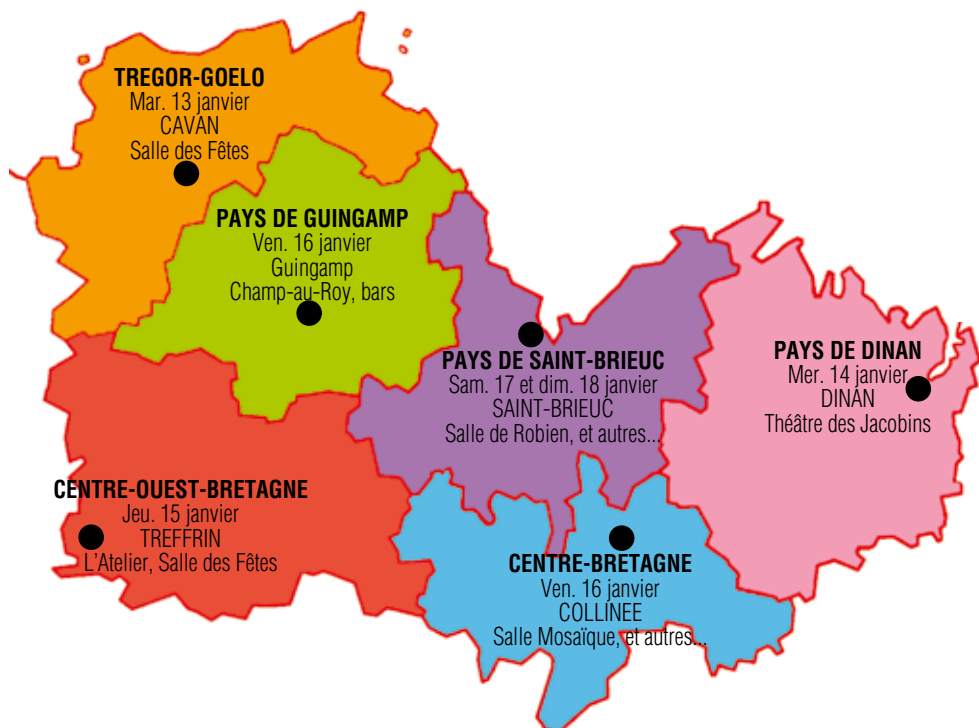 TREGOR-GOELO
Mar. 13 janvier
CAVAN
Salle des Fêtes
PAYS DE GUINGAMP
Ven. 16 janvier
Guingamp
Champ-au-Roy, bars
PAYS DE SAINT-BRIEUC
Sam. 17 et dim. 18 janvier
SAINT-BRIEUC
Salle de Robien, et autres...
PAYS DE DINAN
Mer. 14 janvier
DINAN
Théâtre des Jacobins
CENTRE-OUEST-BRETAGNE
Jeu. 15 janvier
TREFFRIN
L'Atelier, Salle des Fêtes
CENTRE-BRETAGNE
Ven. 16 janvier
COLLINEE
Salle Mosaïque, et autres...